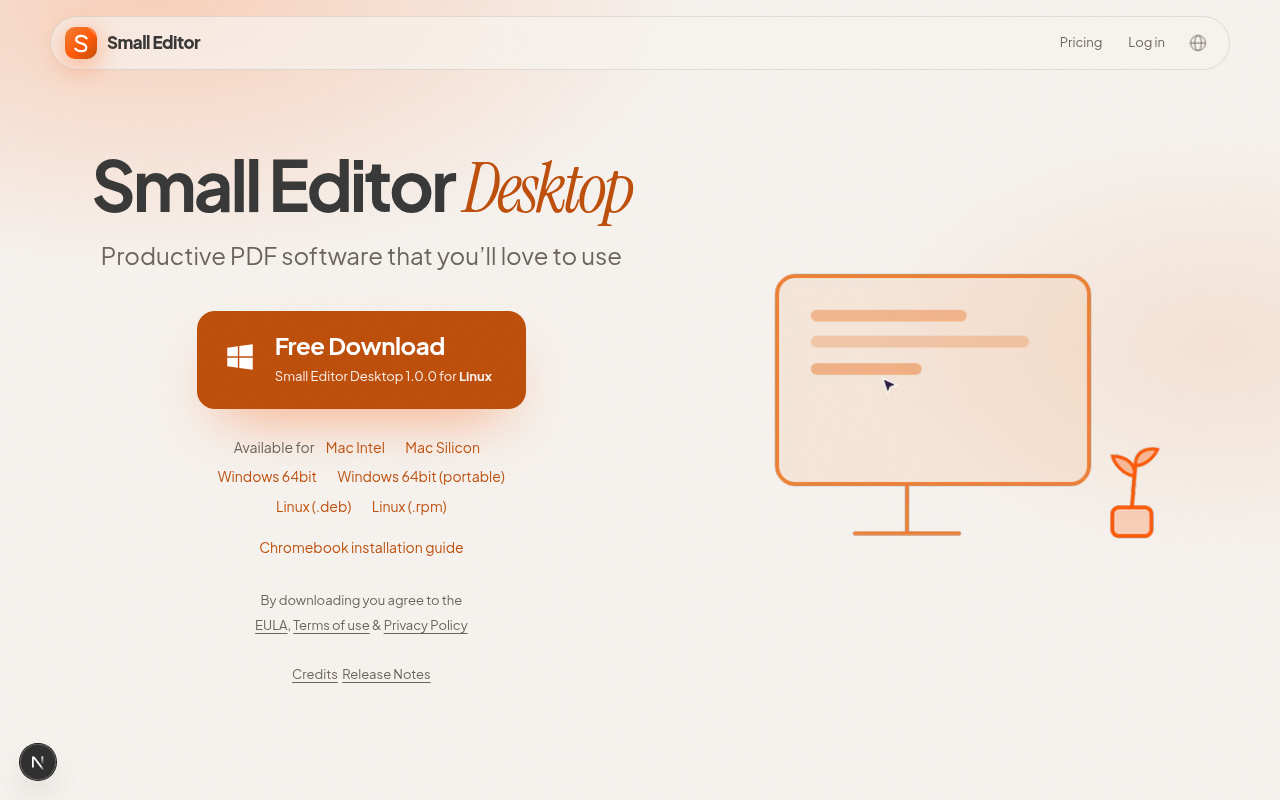 S Small Editor
Pricing
Log in
Small Editor Desktop
Productive PDF software that you’ll love to use
Free Download
Small Editor Desktop 1.0.0 for Linux
Available for Mac Intel Mac Silicon
Windows 64bit Windows 64bit (portable)
Linux (.deb) Linux (.rpm)
Chromebook installation guide
By downloading you agree to the
EULA, Terms of use & Privacy Policy
Credits Release Notes
N